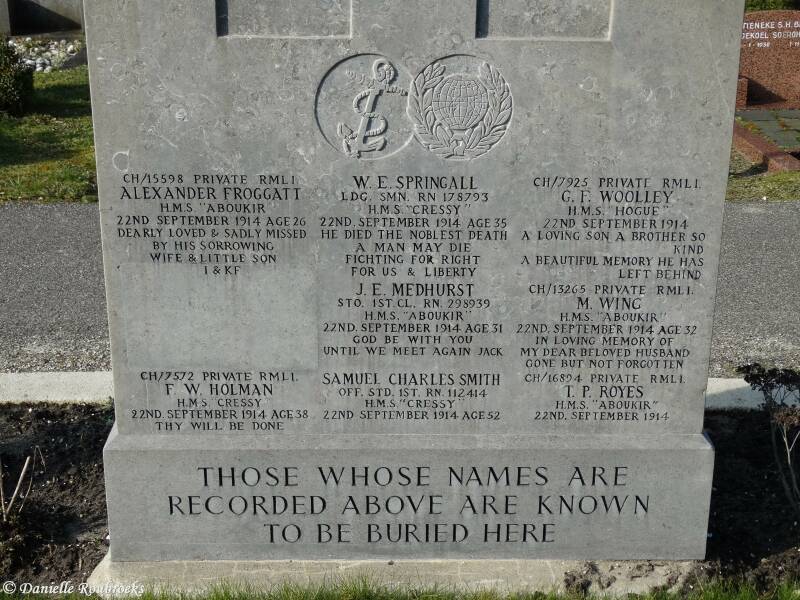 CH/15598 PRIVATE RMLI.
ALEXANDER FROGGATT
H.M.S "ABOUKIR"
22ND SEPTEMBER 1914 AGE 26
DEARLY LOVED & SADLY MISSED
BY HIS SORROWING
WIFE & LITTLE SON
I & KF
W. E. SPRINGALL
LDG. SMN. RN 178793
H.M.S "CRESSY"
22ND. SEPTEMBER 1914 AGE 35
HE DIED THE NOBLEST DEATH
A MAN MAY DIE
FIGHTING FOR RIGHT
FOR US & LIBERTY
CH/7925 PRIVATE RMLI.
G. F. WOOLLEY
H.M.S. "HOGUE"
22ND SEPTEMBER 1914
A LOVING SON A BROTHER SO
KIND
A BEAUTIFUL MEMORY HE HAS
LEFT BEHIND
J. E. MEDHURST
STO. 1ST. CL. RN. 298939
H.M.S. "ABOUKIR"
22ND. SEPTEMBER 1914 AGE 31
GOD BE WITH YOU
UNTIL WE MEET AGAIN JACK
CH/13265 PRIVATE RMLI.
M. WING
H.M.S. "ABOUKIR"
22ND. SEPTEMBER 1914 AGE 32
IN LOVING MEMORY OF
MY DEAR BELOVED HUSBAND
GONE BUT NOT FORGOTTEN
CH/7572 PRIVATE RMLI.
F. W. HOLMAN
H.M.S "CRESSY"
22ND. SEPTEMBER 1914 AGE 38
THY WILL BE DONE
SAMUEL CHARLES SMITH
OFF. STD. 1ST. RN. 112414
H.M.S. "CRESSY"
22ND SEPTEMBER 1914 AGE 52
CH/16894 PRIVATE RMLI.
T. P. ROYES
H.M.S. "ABOUKIR"
22ND. SEPTEMBER 1914
THOSE WHOSE NAMES ARE
RECORDED ABOVE ARE KNOWN
TO BE BURIED HERE
© Danielle Roubroeks